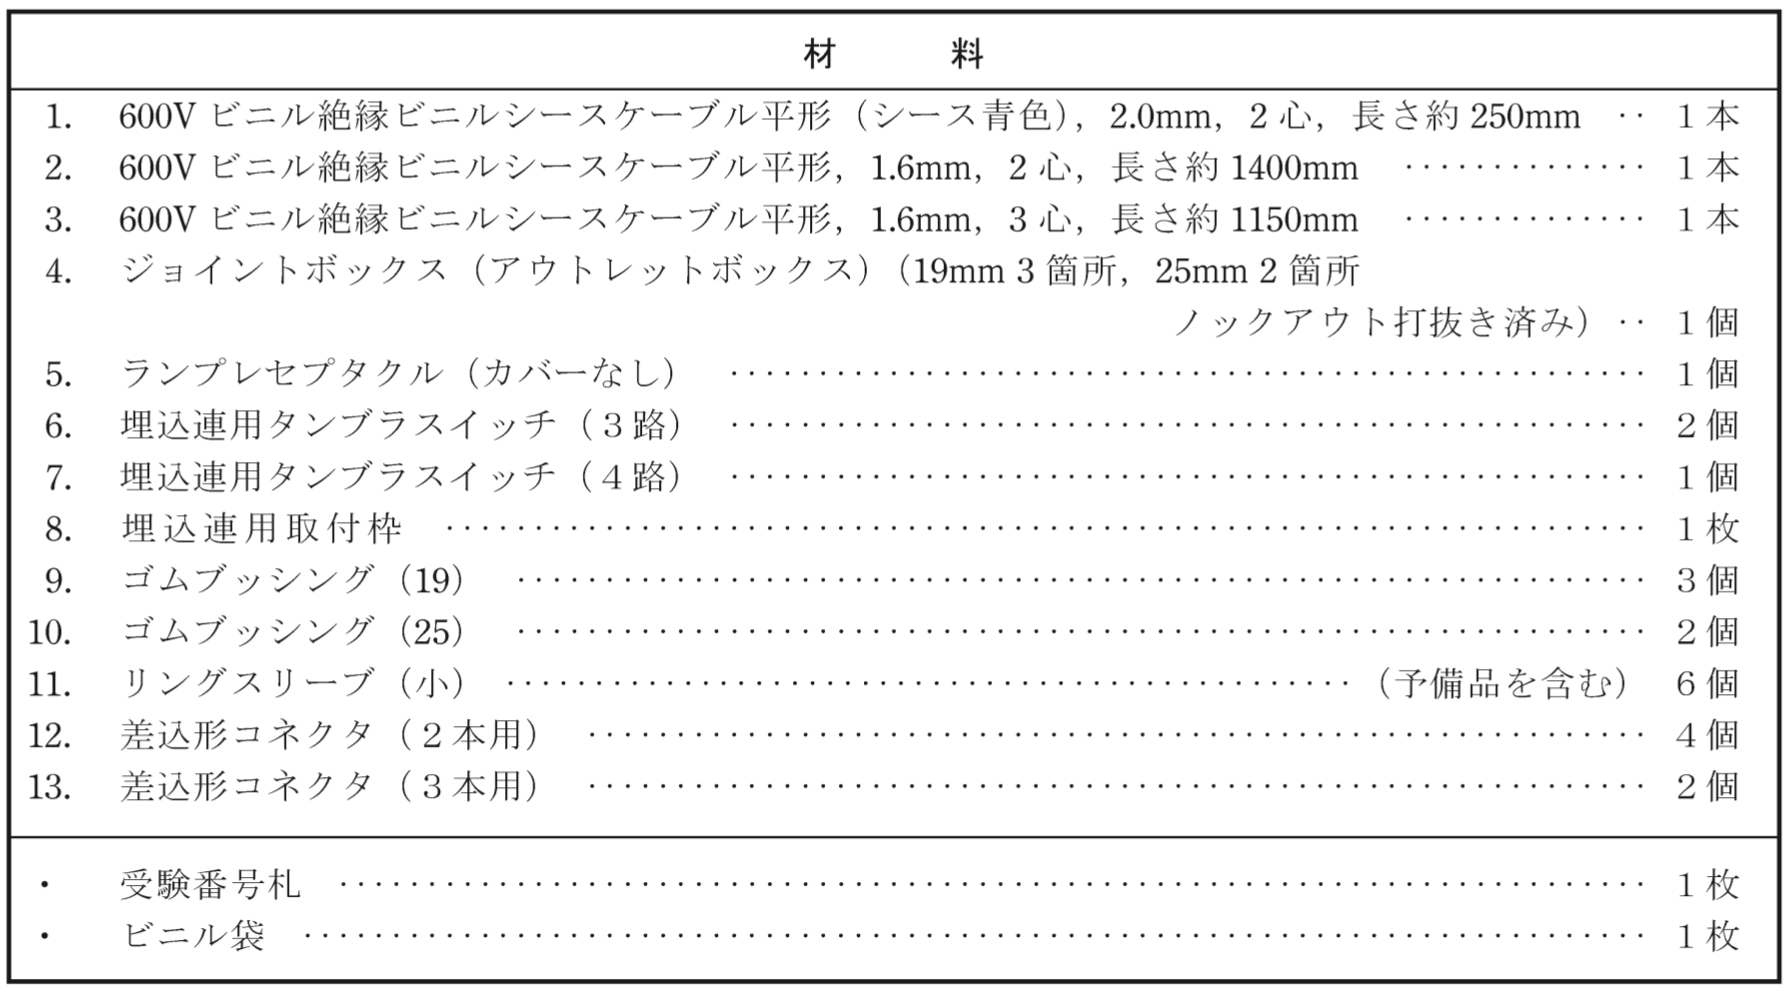 材　　　料
1. 600V ビニル絶縁ビニルシースケーブル平形（シース青色），2.0mm，2 心，長さ約 250mm ‥ 1 本
2. 600V ビニル絶縁ビニルシースケーブル平形，1.6mm，2 心，長さ約 1400mm ‥‥‥‥‥‥‥ 1 本
3. 600V ビニル絶縁ビニルシースケーブル平形，1.6mm，3 心，長さ約 1150mm ‥‥‥‥‥‥‥ 1 本
4. ジョイントボックス（アウトレットボックス）（19mm 3 箇所，25mm 2 箇所
ノックアウト打抜き済み）‥ 1 個
5. ランプレセプタクル（カバーなし）‥‥‥‥‥‥‥‥‥‥‥‥‥‥‥‥‥‥‥‥ 1 個
6. 埋込連用タンブラスイッチ（3 路）‥‥‥‥‥‥‥‥‥‥‥‥‥‥‥‥‥‥‥‥ 2 個
7. 埋込連用タンブラスイッチ（4 路）‥‥‥‥‥‥‥‥‥‥‥‥‥‥‥‥‥‥‥‥ 1 個
8. 埋込連用取付枠 ‥‥‥‥‥‥‥‥‥‥‥‥‥‥‥‥‥‥‥‥‥‥‥‥‥ 1 枚
9. ゴムブッシング（19）‥‥‥‥‥‥‥‥‥‥‥‥‥‥‥‥‥‥‥‥‥‥‥‥ 3 個
10. ゴムブッシング（25）‥‥‥‥‥‥‥‥‥‥‥‥‥‥‥‥‥‥‥‥‥‥‥‥ 2 個
11. リングスリーブ（小）‥‥‥‥‥‥‥‥‥‥‥‥‥‥‥‥‥‥（予備品を含む） 6 個
12. 差込形コネクタ（2 本用）‥‥‥‥‥‥‥‥‥‥‥‥‥‥‥‥‥‥‥‥‥‥ 4 個
13. 差込形コネクタ（3 本用）‥‥‥‥‥‥‥‥‥‥‥‥‥‥‥‥‥‥‥‥‥‥ 2 個
・ 受験番号札 ‥‥‥‥‥‥‥‥‥‥‥‥‥‥‥‥‥‥‥‥‥‥‥‥‥‥‥ 1 枚
・ ビニル袋 ‥‥‥‥‥‥‥‥‥‥‥‥‥‥‥‥‥‥‥‥‥‥‥‥‥‥‥‥ 1 枚